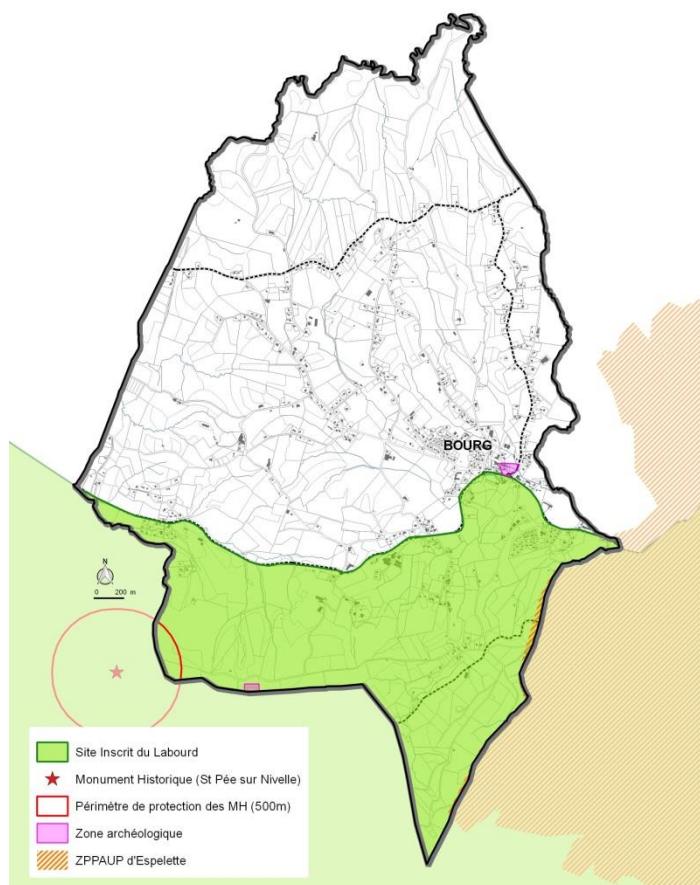 BOURG
N
0 200 m
Site Inscrit du Labourd
Monument Historique (St Pée sur Nivelle)
Périmètre de protection des MH (500m)
Zone archéologique
ZPPAUP d'Espelette